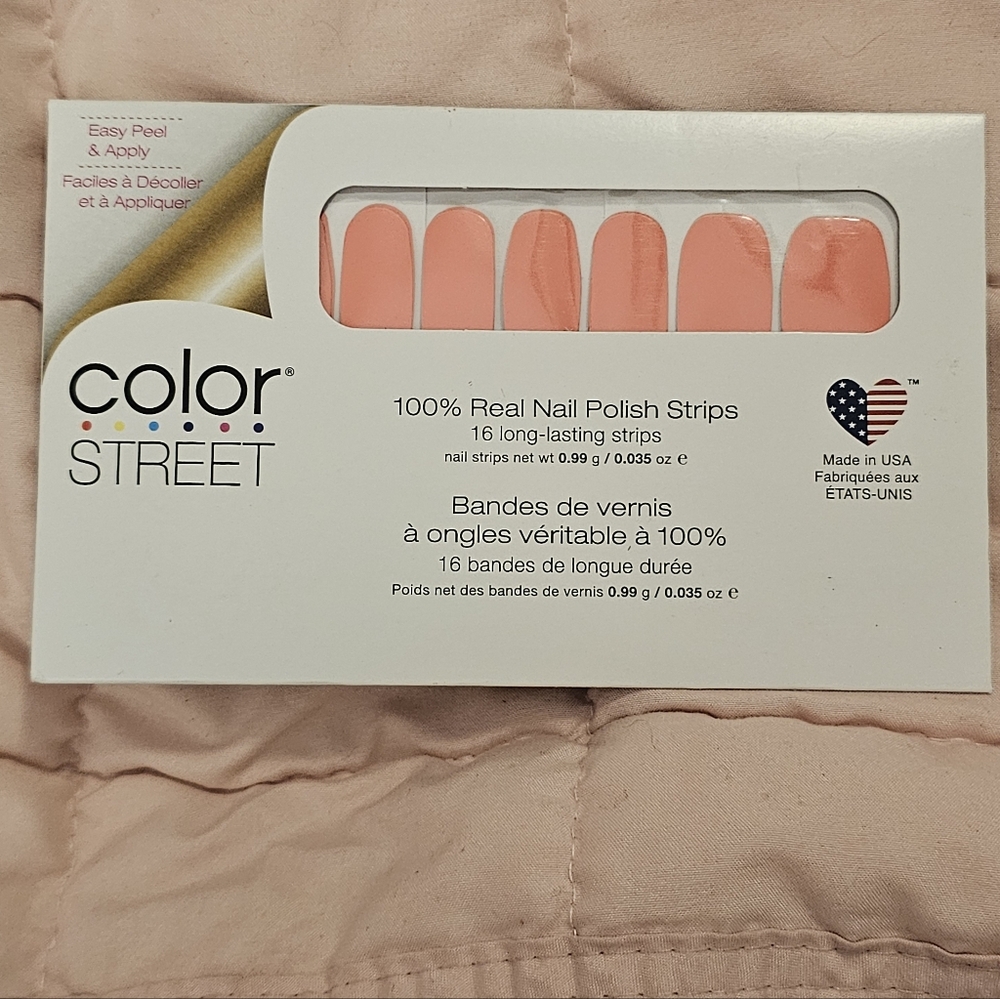 Easy Peel
& Apply
Faciles à Décoller
et à Appliquer
color®
STREET
100% Real Nail Polish Strips
16 long-lasting strips
nail strips net wt 0.99 g / 0.035 oz ℮
Bandes de vernis
à ongles véritable à 100%
16 bandes de longue durée
Poids net des bandes de vernis 0.99 g / 0.035 oz ℮
™
Made in USA
Fabriquées aux
ÉTATS-UNIS